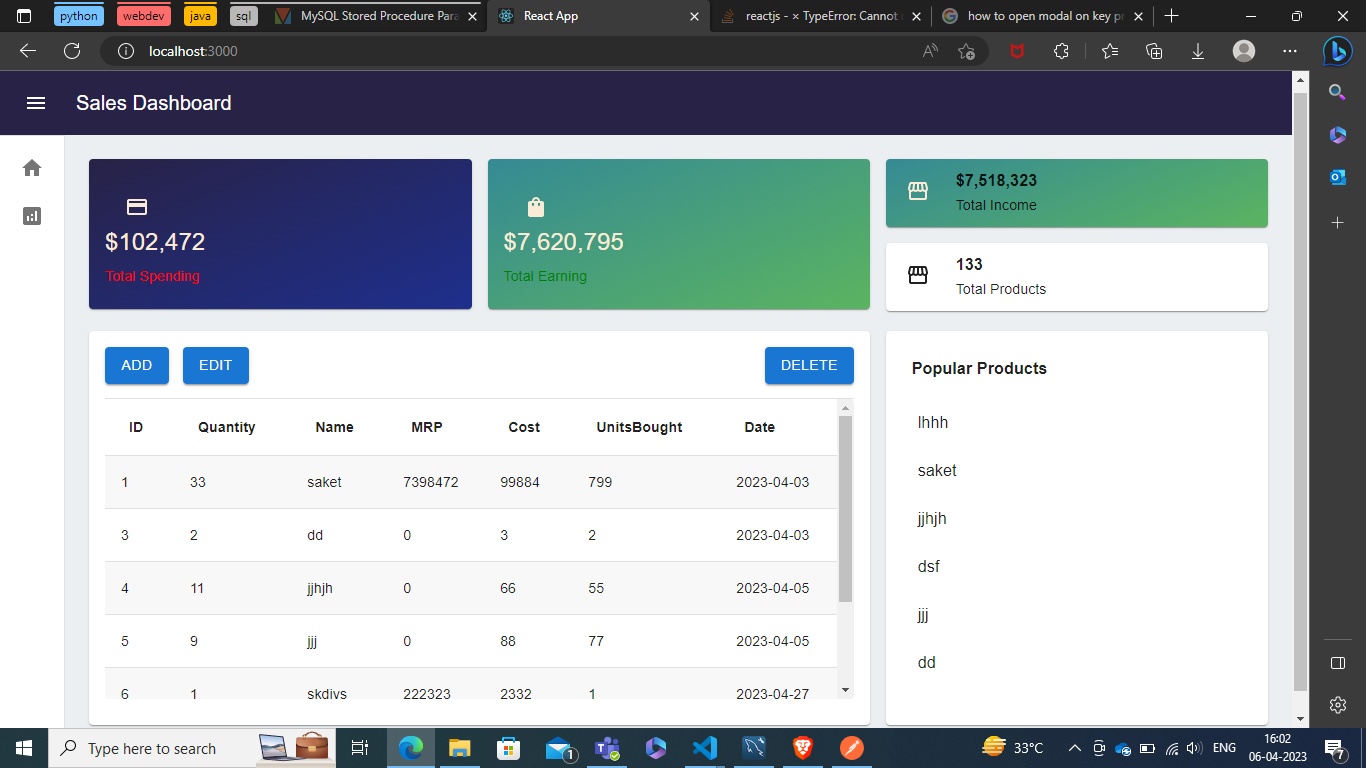 python
webdev
java
sql
MySQL Stored Procedure Para
React App
reactjs - × TypeError: Cannot
how to open modal on key pr
localhost:3000
Sales Dashboard
$102,472
Total Spending
$7,620,795
Total Earning
$7,518,323
Total Income
133
Total Products
ADD EDIT DELETE
ID Quantity Name MRP Cost UnitsBought Date
1 33 saket 7398472 99884 799 2023-04-03
3 2 dd 0 3 2 2023-04-03
4 11 jjhjh 0 66 55 2023-04-05
5 9 jjj 0 88 77 2023-04-05
6 1 skdivs 222323 2332 1 2023-04-27
Popular Products
lhhh
saket
jjhjh
dsf
jjj
dd
Type here to search
1
33°C
ENG
16:02
06-04-2023
7